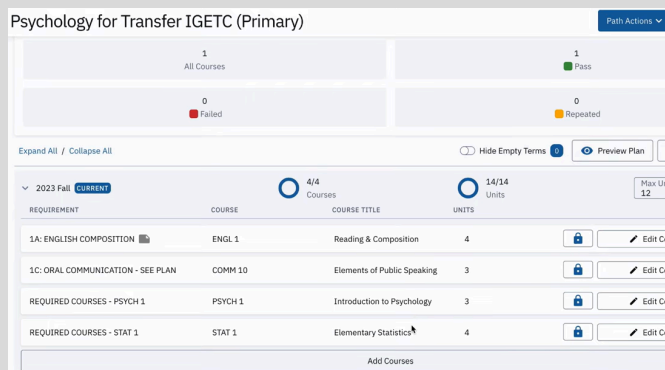 Psychology for Transfer IGETC (Primary)
Path Actions
1
All Courses
1
Pass
0
Failed
0
Repeated
Expand All / Collapse All
Hide Empty Terms 0
Preview Plan
2023 Fall CURRENT
4/4
Courses
14/14
Units
Max Un
12
REQUIREMENT COURSE COURSE TITLE UNITS
1A: ENGLISH COMPOSITION ENGL 1 Reading & Composition 4 Edit C
1C: ORAL COMMUNICATION - SEE PLAN COMM 10 Elements of Public Speaking 3 Edit C
REQUIRED COURSES - PSYCH 1 PSYCH 1 Introduction to Psychology 3 Edit C
REQUIRED COURSES - STAT 1 STAT 1 Elementary Statistics 4 Edit C
Add Courses